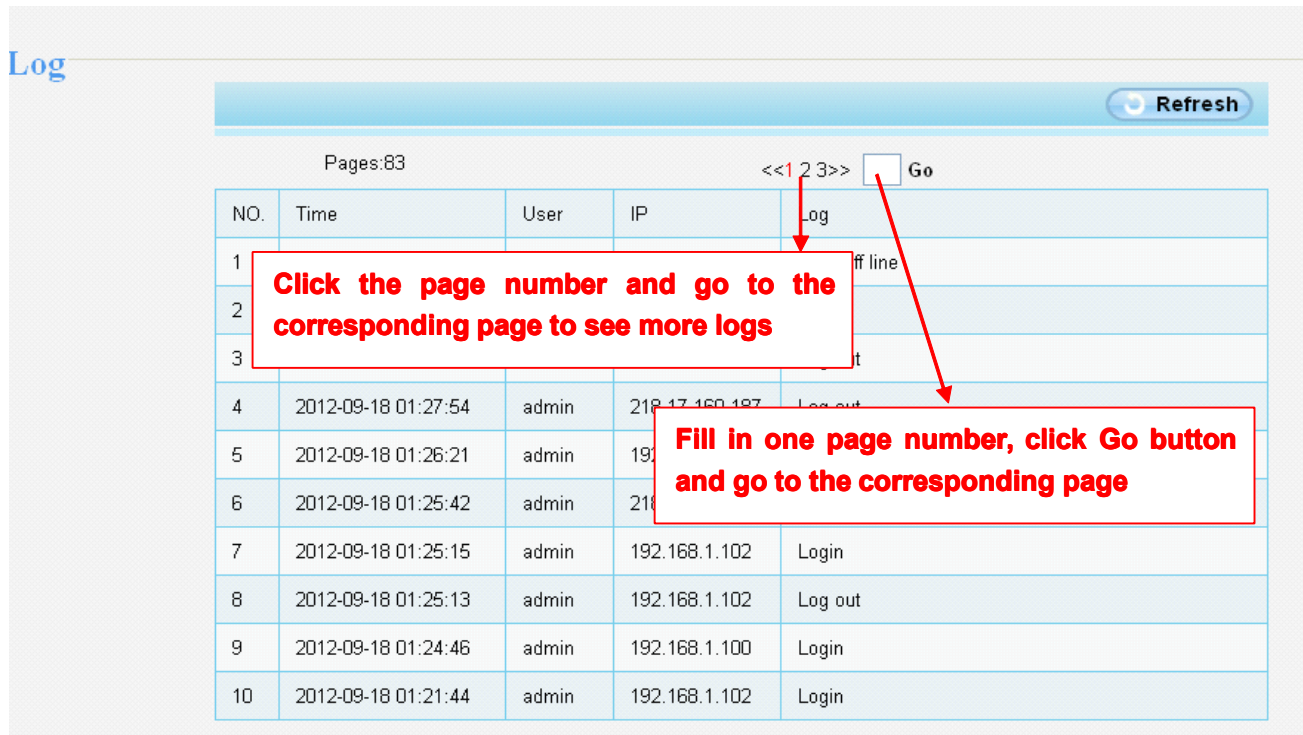 Log
Refresh
Pages:83 <<1 2 3>> Go
NO. Time User IP Log
1 line
Click the page number and go to the
corresponding page to see more logs
2
3
4 2012-09-18 01:27:54 admin 218.17.160.187 Log out
Fill in one page number, click Go button
and go to the corresponding page
5 2012-09-18 01:26:21 admin
6 2012-09-18 01:25:42 admin
7 2012-09-18 01:25:15 admin 192.168.1.102 Login
8 2012-09-18 01:25:13 admin 192.168.1.102 Log out
9 2012-09-18 01:24:46 admin 192.168.1.100 Login
10 2012-09-18 01:21:44 admin 192.168.1.102 Login